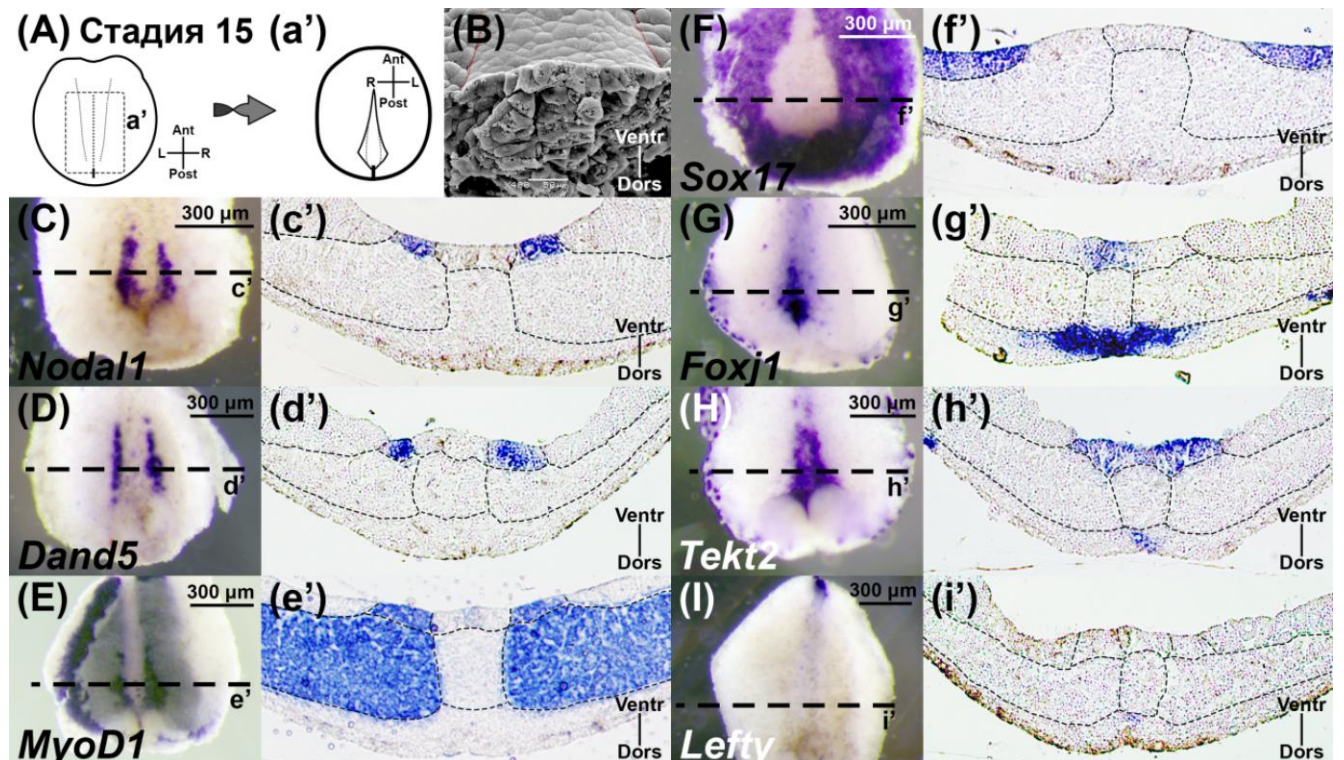 (A) Стадия 15 (a’)
a’
Ant
L R
Post
Ant
R L
Post
(B)
Ventr
Dors
X400 50µm
(C)
300 µm
c’
Nodal1
(c’)
Ventr
Dors
(D)
300 µm
d’
Dand5
(d’)
Ventr
Dors
(E)
300 µm
e’
MyoD1
(e’)
Ventr
Dors
(F)
300 µm
f’
Sox17
(f’)
Ventr
Dors
(G)
300 µm
g’
Foxj1
(g’)
Ventr
Dors
(H)
300 µm
h’
Tekt2
(h’)
Ventr
Dors
(I)
300 µm
i’
Lefty
(i’)
Ventr
Dors